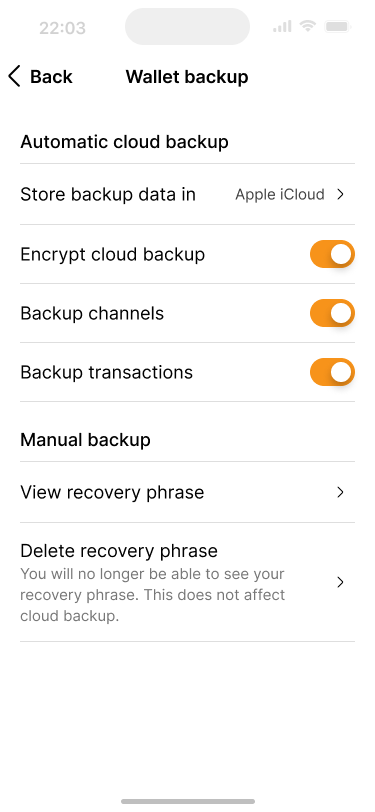 22:03
Back
Wallet backup
Automatic cloud backup
Store backup data in
Apple iCloud
Encrypt cloud backup
Backup channels
Backup transactions
Manual backup
View recovery phrase
Delete recovery phrase
You will no longer be able to see your
recovery phrase. This does not affect
cloud backup.